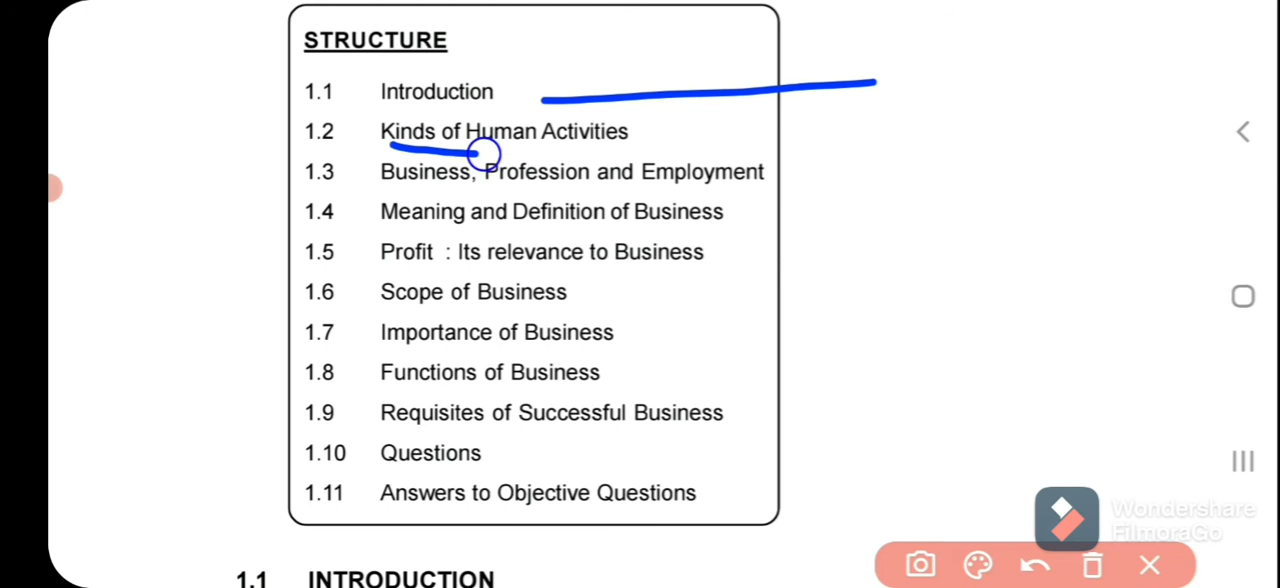 STRUCTURE
1.1 Introduction
1.2 Kinds of Human Activities
1.3 Business, Profession and Employment
1.4 Meaning and Definition of Business
1.5 Profit : Its relevance to Business
1.6 Scope of Business
1.7 Importance of Business
1.8 Functions of Business
1.9 Requisites of Successful Business
1.10 Questions
1.11 Answers to Objective Questions
Wondershare
FilmoraGo
1.1 INTRODUCTION